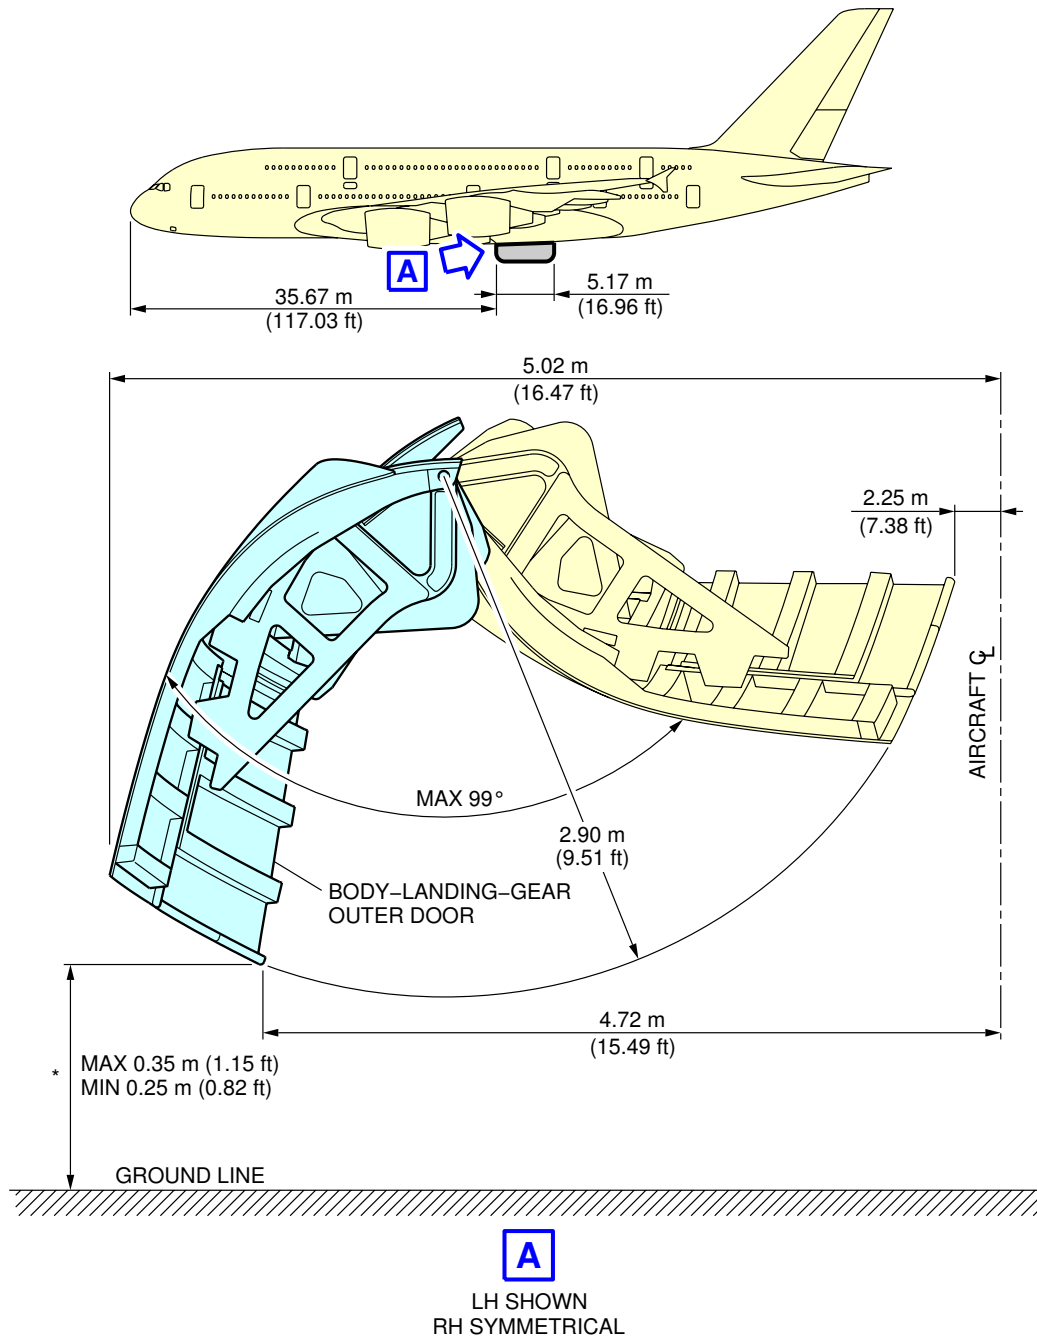 A
35.67 m
(117.03 ft)
5.17 m
(16.96 ft)
5.02 m
(16.47 ft)
2.25 m
(7.38 ft)
AIRCRAFT ℄
MAX 99°
2.90 m
(9.51 ft)
BODY–LANDING–GEAR
OUTER DOOR
4.72 m
(15.49 ft)
*
MAX 0.35 m (1.15 ft)
MIN 0.25 m (0.82 ft)
GROUND LINE
A
LH SHOWN
RH SYMMETRICAL